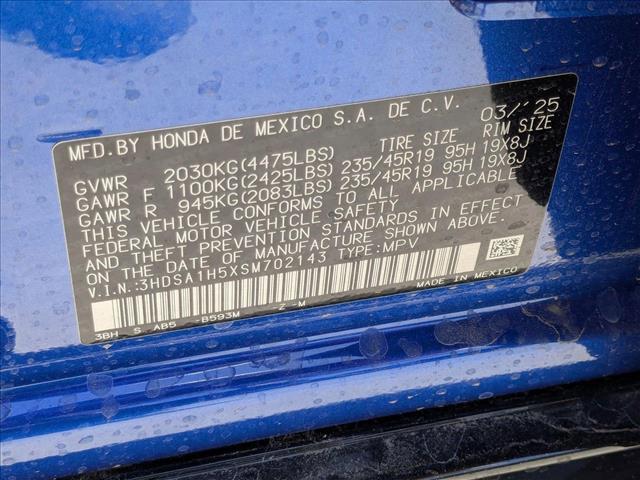 MFD.BY HONDA DE MEXICO S.A. DE C.V. 03/'25
TIRE SIZE RIM SIZE
GVWR 2030KG(4475LBS)
GAWR F 1100KG(2425LBS) 235/45R19 95H 19X8J
GAWR R 945KG(2083LBS) 235/45R19 95H 19X8J
THIS VEHICLE CONFORMS TO ALL APPLICABLE
FEDERAL MOTOR VEHICLE SAFETY
AND THEFT PREVENTION STANDARDS IN EFFECT
ON THE DATE OF MANUFACTURE SHOWN ABOVE.
V.I.N.:3HDSA1H5XSM702143 TYPE:MPV
MADE IN MEXICO
3BH S AB5 -B593M Z-M